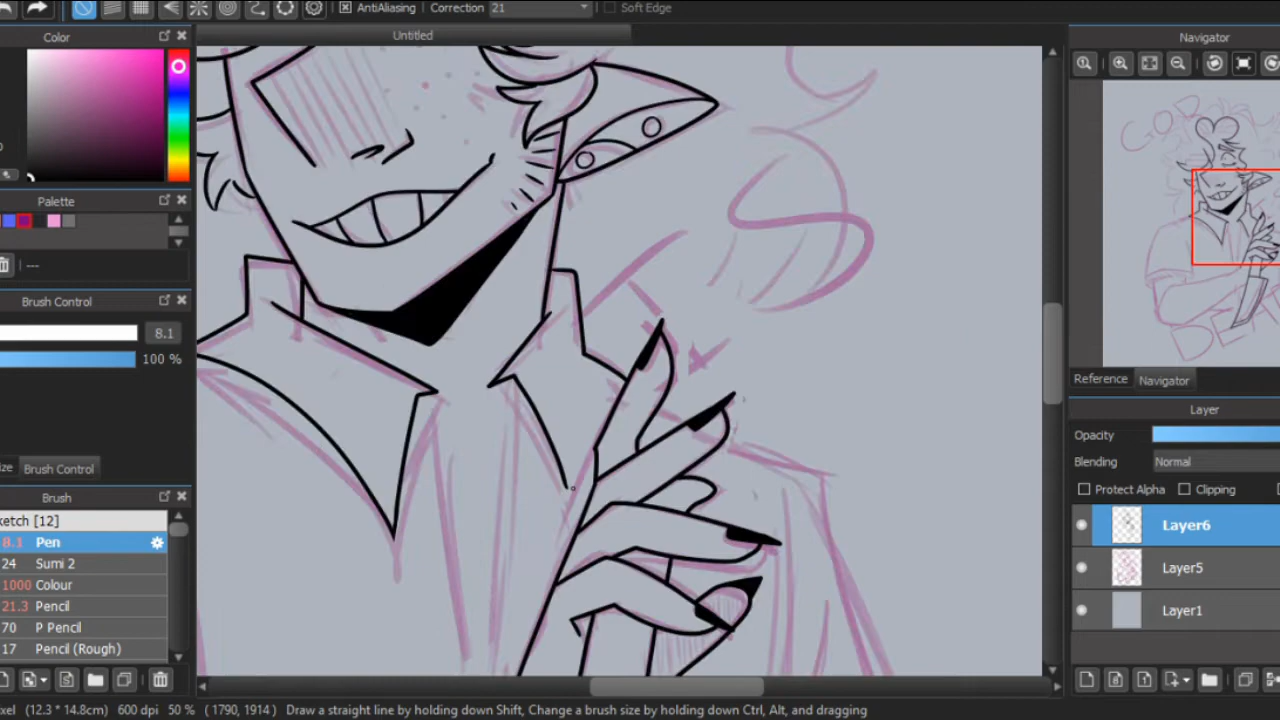 AntiAliasing Correction 21 Soft Edge
Color
Untitled
Navigator
Palette
---
Brush Control
8.1
100 %
Reference Navigator
Layer
Opacity
Blending Normal
Protect Alpha Clipping
Brush Control
Brush
ketch [12]
8.1 Pen
24 Sumi 2
1000 Colour
21.3 Pencil
70 P Pencil
17 Pencil (Rough)
Layer6
Layer5
Layer1
xel (12.3 * 14.8cm) 600 dpi 50 % ( 1790, 1914 ) Draw a straight line by holding down Shift, Change a brush size by holding down Ctrl, Alt, and dragging